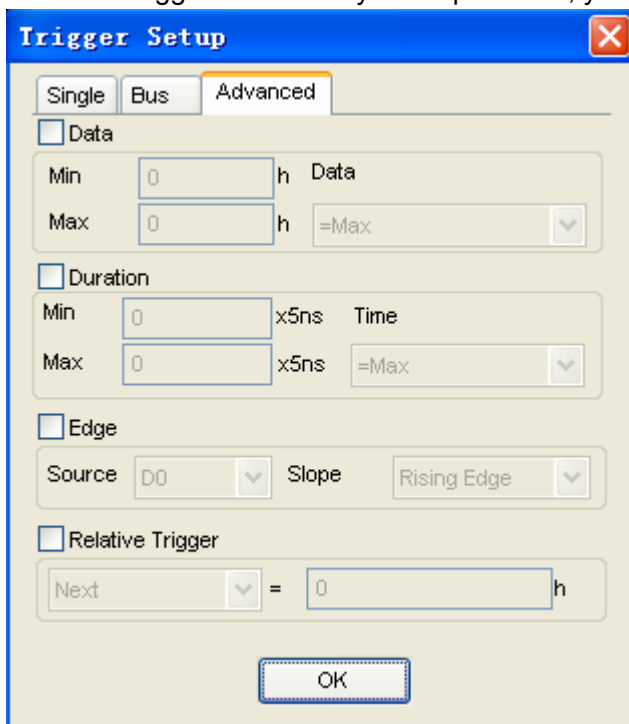 Trigger Setup
Single Bus Advanced
Data
Min 0 h Data
Max 0 h =Max
Duration
Min 0 x5ns Time
Max 0 x5ns =Max
Edge
Source D0 Slope Rising Edge
Relative Trigger
Next = 0 h
OK